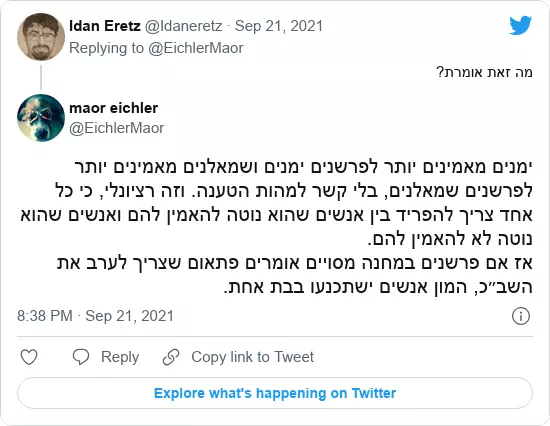 Idan Eretz @Idaneretz · Sep 21, 2021
Replying to @EichlerMaor
מה זאת אומרת?
maor eichler
@EichlerMaor
ימנים מאמינים יותר לפרשנים ימנים ושמאלנים מאמינים יותר
לפרשנים שמאלנים, בלי קשר למהות הטענה. וזה רציונלי, כי כל
אחד צריך להפריד בין אנשים שהוא נוטה להאמין להם ואנשים שהוא
נוטה לא להאמין להם.
אז אם פרשנים במחנה מסויים אומרים פתאום שצריך לערב את
השב״כ, המון אנשים ישתכנעו בבת אחת.
8:38 PM · Sep 21, 2021
Reply
Copy link to Tweet
Explore what's happening on Twitter